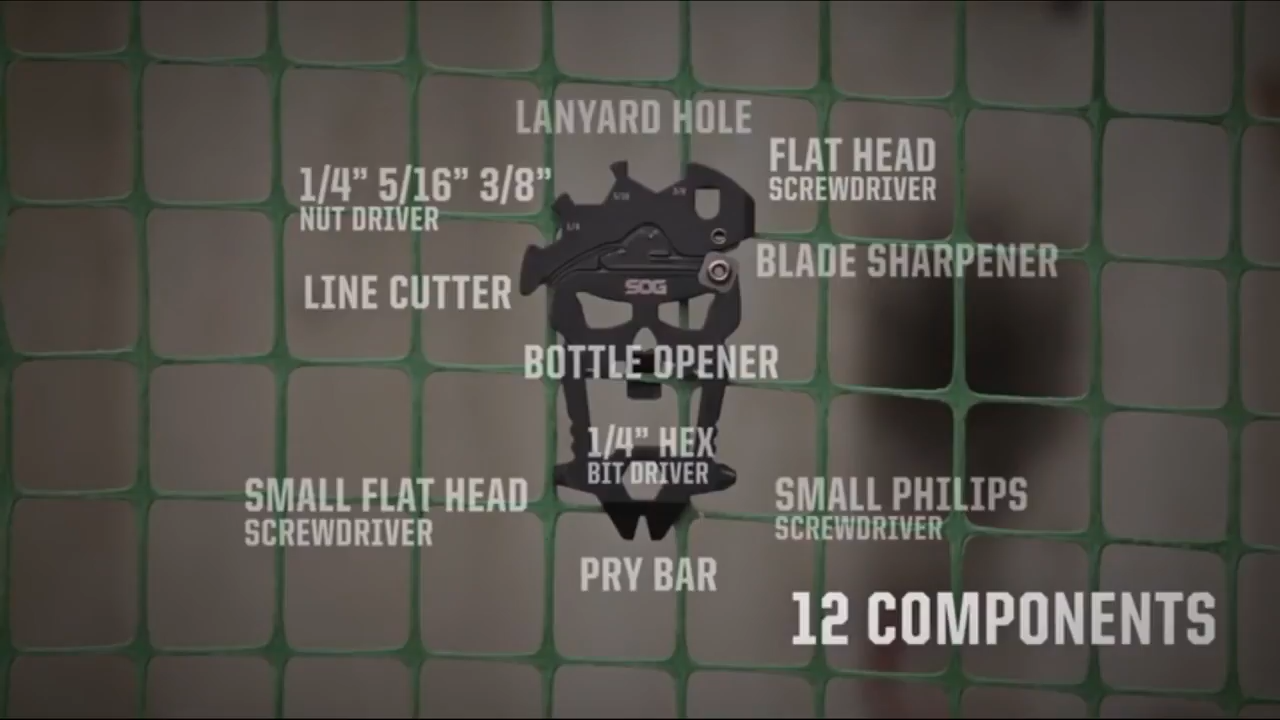 LANYARD HOLE
FLAT HEAD
SCREWDRIVER
1/4” 5/16” 3/8”
NUT DRIVER
BLADE SHARPENER
LINE CUTTER
SOG
BOTTLE OPENER
1/4” HEX
BIT DRIVER
SMALL FLAT HEAD
SCREWDRIVER
SMALL PHILIPS
SCREWDRIVER
PRY BAR
12 COMPONENTS